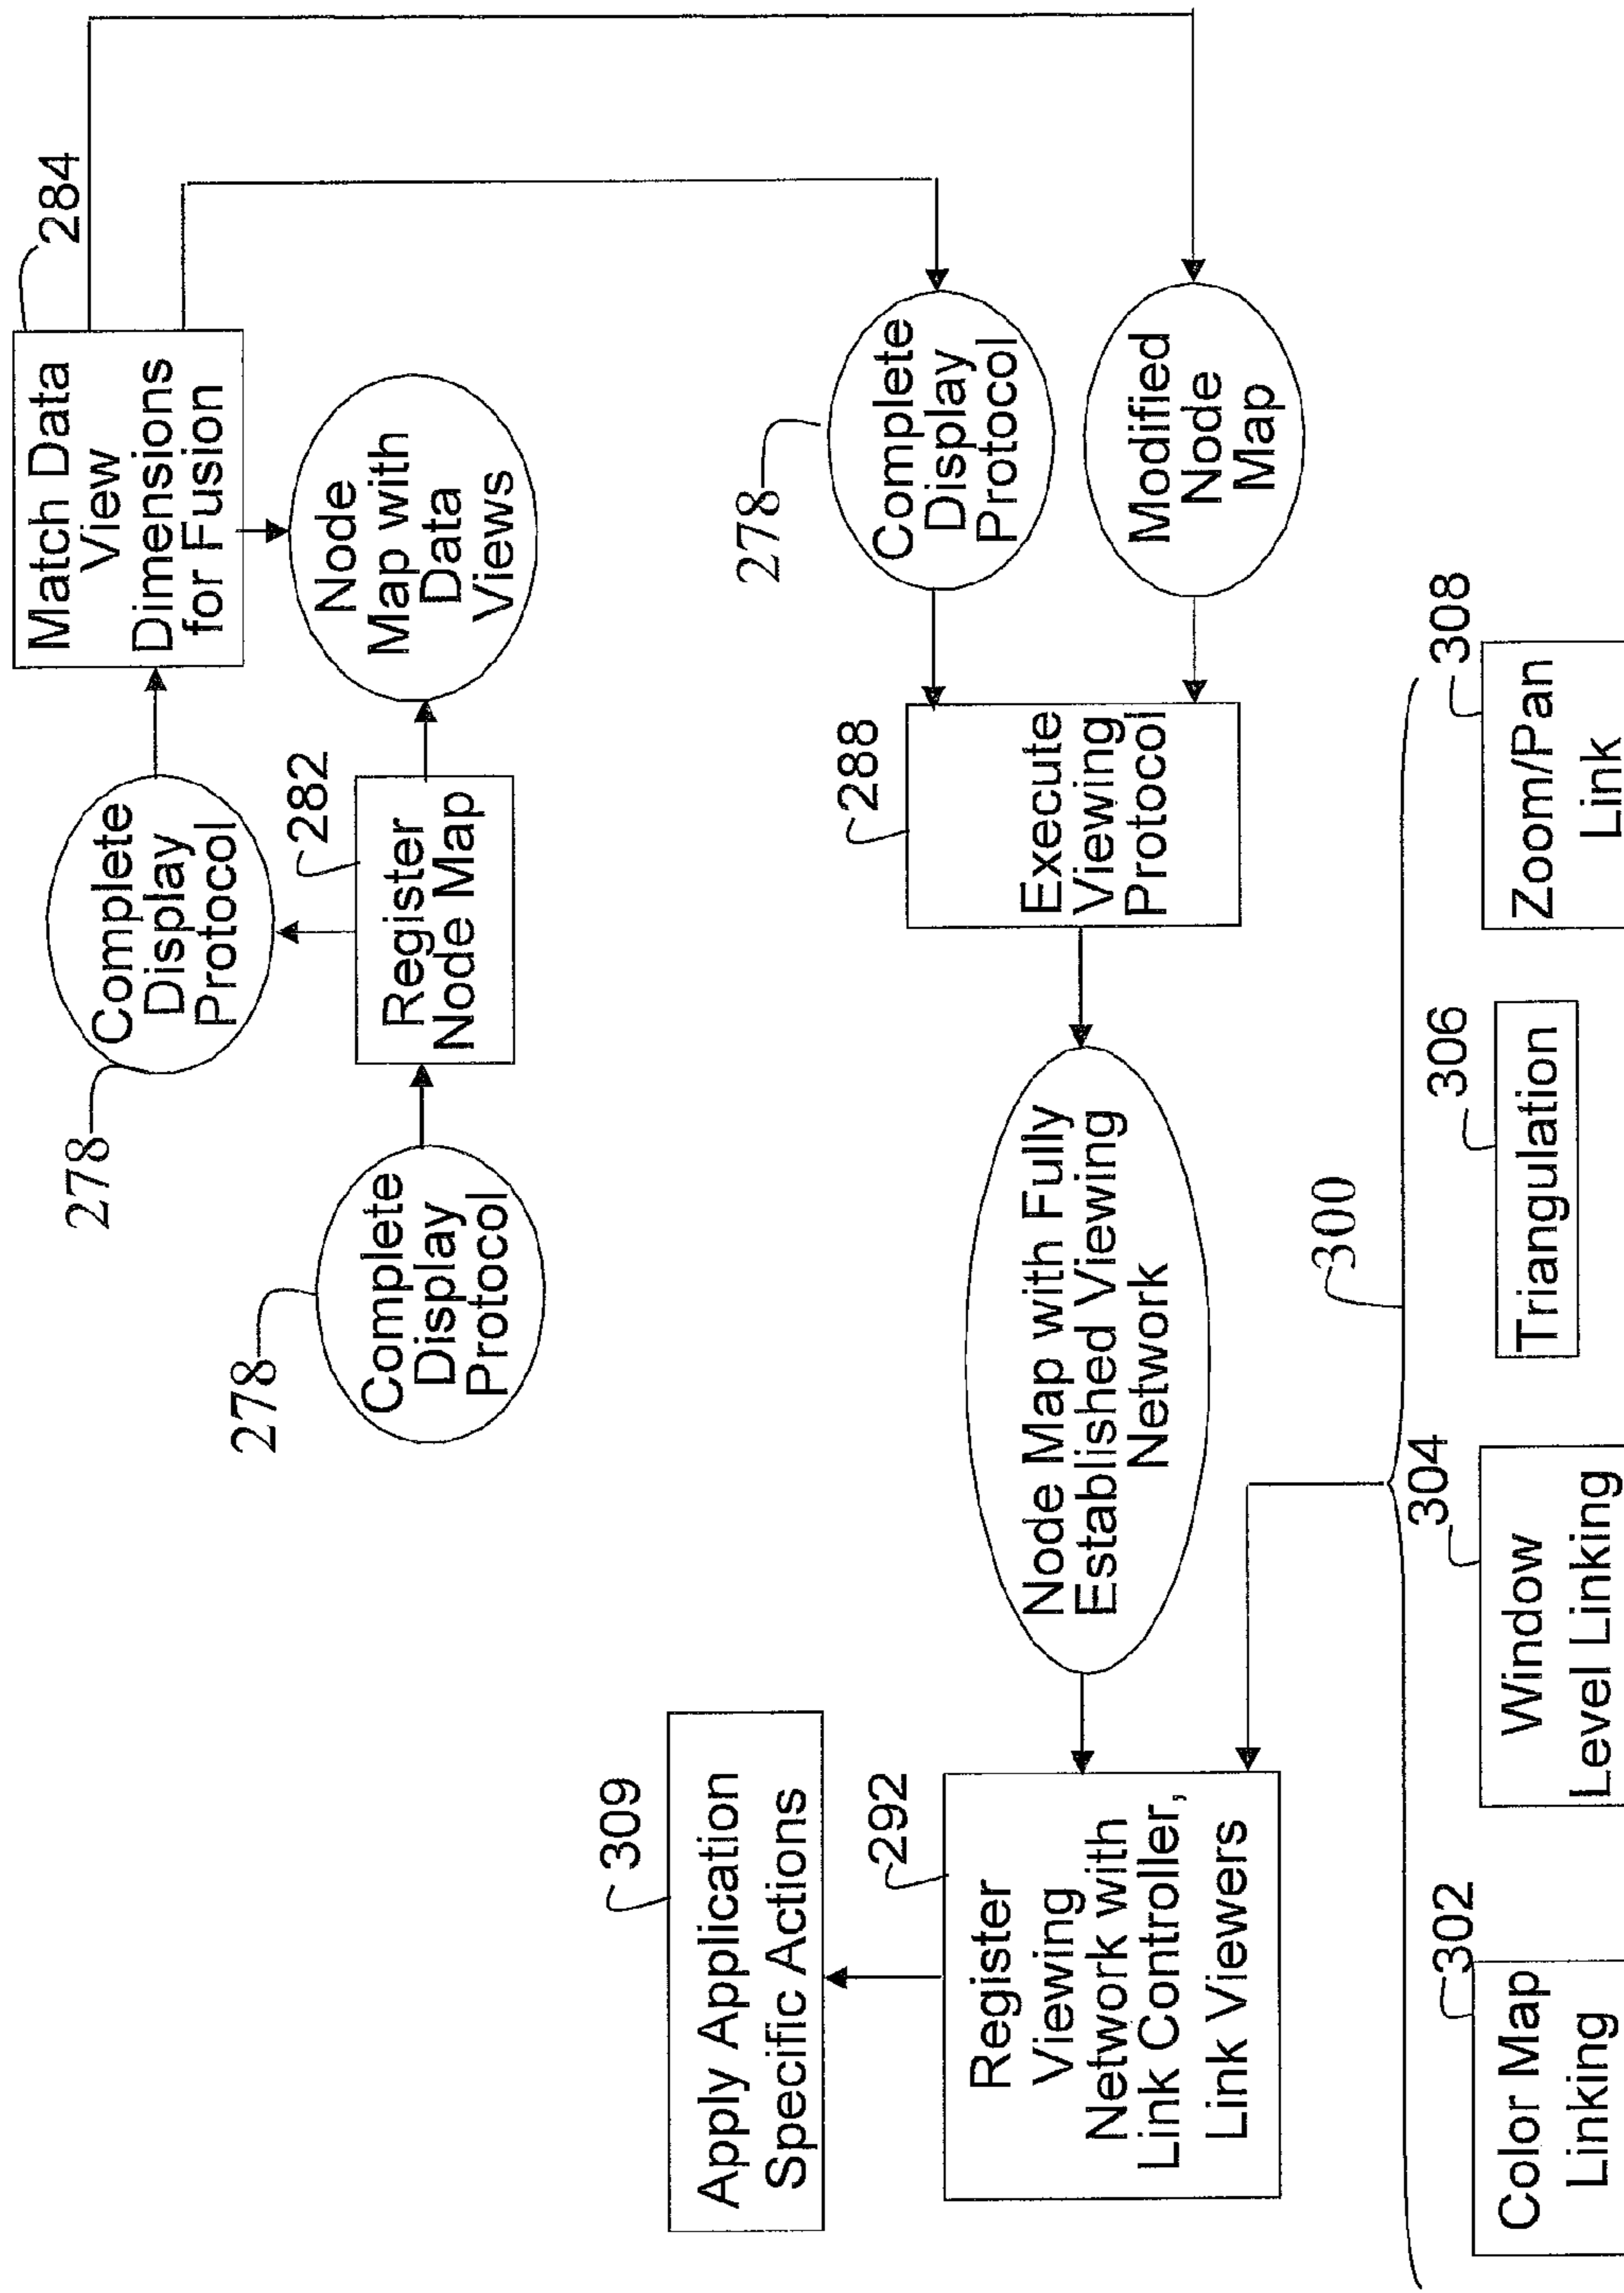 278
Complete
Display
Protocol
278
Complete
Display
Protocol
282
Register
Node Map
284
Match Data
View
Dimensions
for Fusion
Node
Map with
Data
Views
278
Complete
Display
Protocol
Modified
Node
Map
288
Execute
Viewing
Protocol
Node Map with Fully
Established Viewing
Network
309
Apply Application
Specific Actions
292
Register
Viewing
Network with
Link Controller,
Link Viewers
300
302
Color Map
Linking
304
Window
Level Linking
306
Triangulation
308
Zoom/Pan
Link